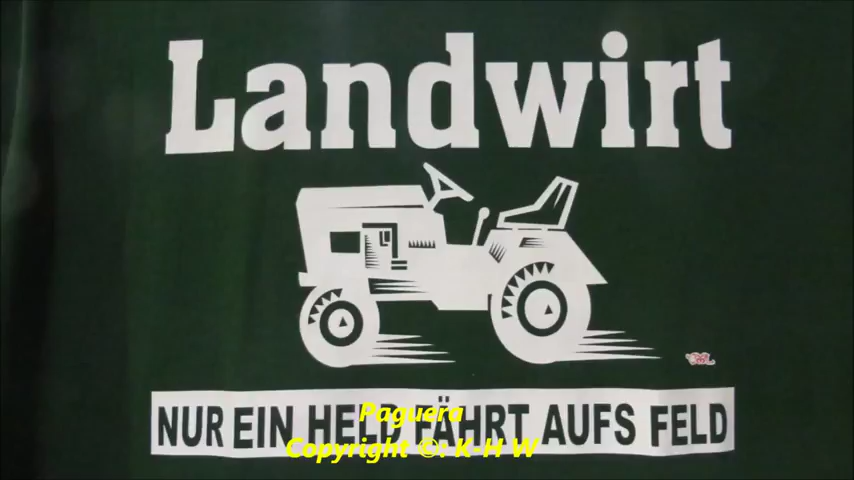 Landwirt
NUR EIN HELD FÄHRT AUFS FELD
Paguera
Copyright ©: K-H W